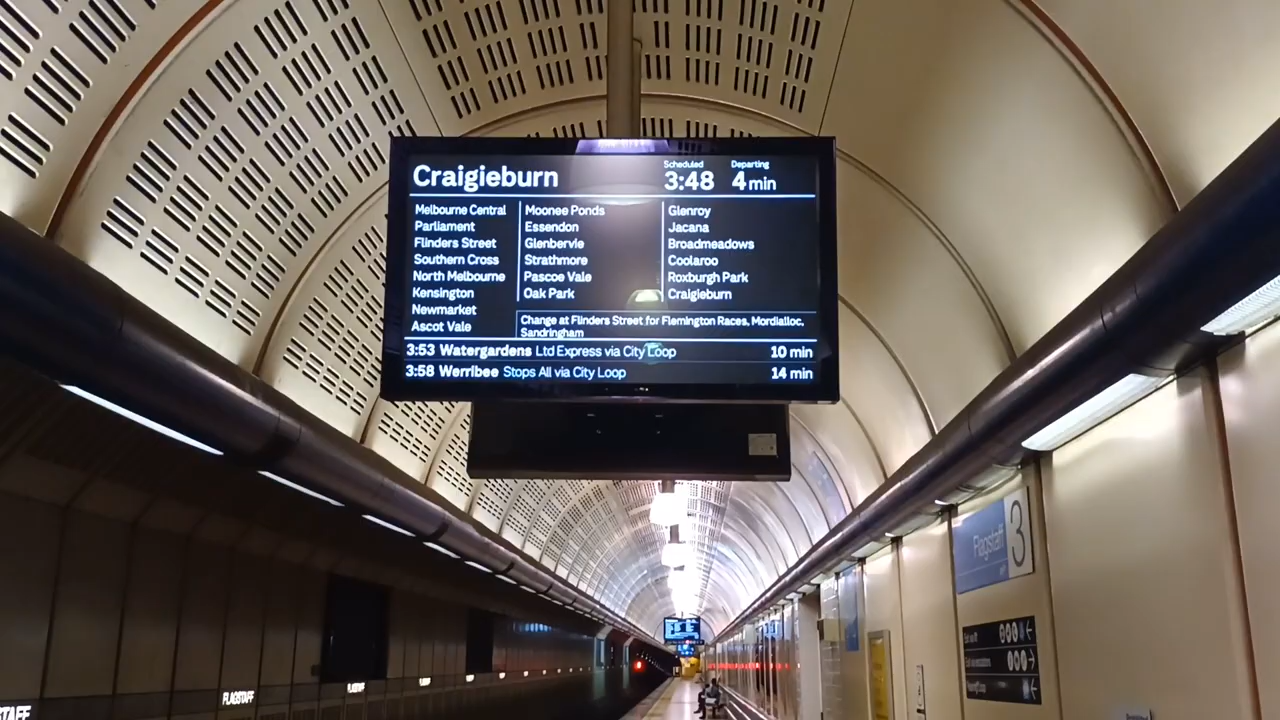 Craigieburn
Scheduled
3:48
Departing
4 min
Melbourne Central
Parliament
Flinders Street
Southern Cross
North Melbourne
Kensington
Newmarket
Ascot Vale
Moonee Ponds
Essendon
Glenbervie
Strathmore
Pascoe Vale
Oak Park
Glenroy
Jacana
Broadmeadows
Coolaroo
Roxburgh Park
Craigieburn
Change at Flinders Street for Flemington Races, Mordialloc,
Sandringham
3:53 Watergardens Ltd Express via City Loop 10 min
3:58 Werribee Stops All via City Loop 14 min
Flagstaff 3
FLAGSTAFF
FLAGSTAFF
STAFF